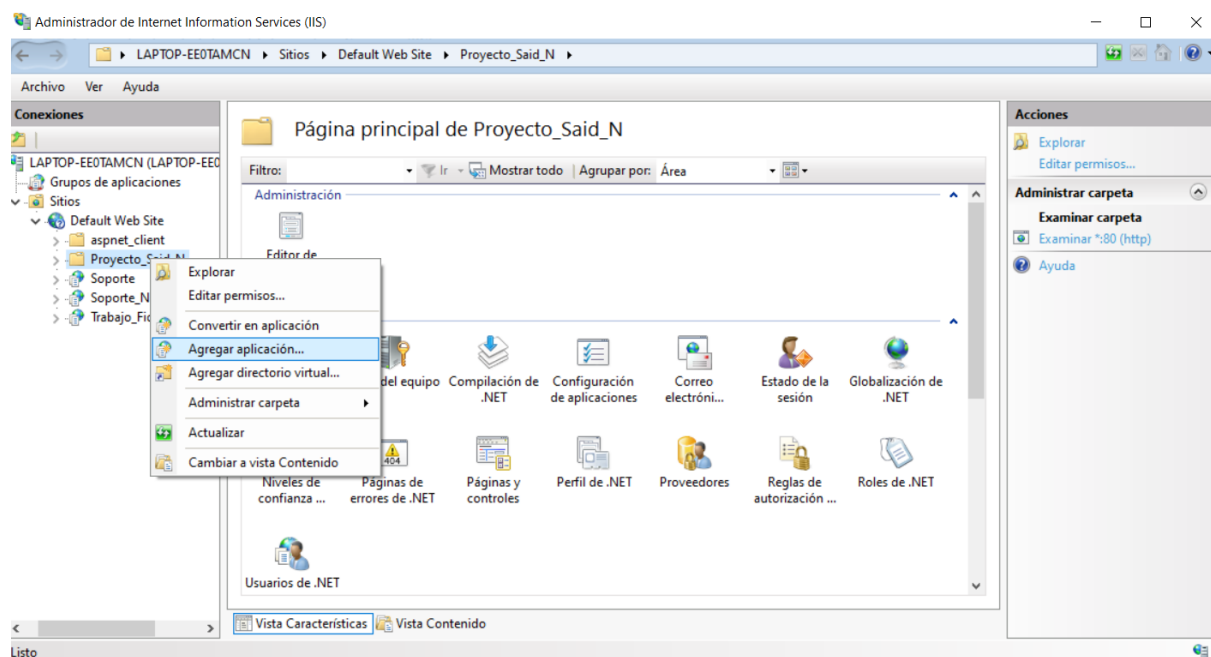 Administrador de Internet Information Services (IIS)
LAPTOP-EE0TAMCN Sitios Default Web Site Proyecto_Said_N
Archivo Ver Ayuda
Conexiones
LAPTOP-EE0TAMCN (LAPTOP-EE0
Grupos de aplicaciones
Sitios
Default Web Site
aspnet_client
Proyecto_Said_N
Soporte
Soporte_N
Trabajo_Fi
Explorar
Editar permisos...
Convertir en aplicación
Agregar aplicación...
Agregar directorio virtual...
Administrar carpeta
Actualizar
Cambiar a vista Contenido
Página principal de Proyecto_Said_N
Filtro: Ir Mostrar todo Agrupar por: Área
Administración
Editor de
del equipo
Compilación de
.NET
Configuración
de aplicaciones
Correo
electróni...
Estado de la
sesión
Globalización de
.NET
404
Niveles de
confianza ...
Páginas de
errores de .NET
Páginas y
controles
Perfil de .NET
Proveedores
Reglas de
autorización ...
Roles de .NET
Usuarios de .NET
Vista Características Vista Contenido
Acciones
Explorar
Editar permisos...
Administrar carpeta
Examinar carpeta
Examinar *:80 (http)
Ayuda
Listo